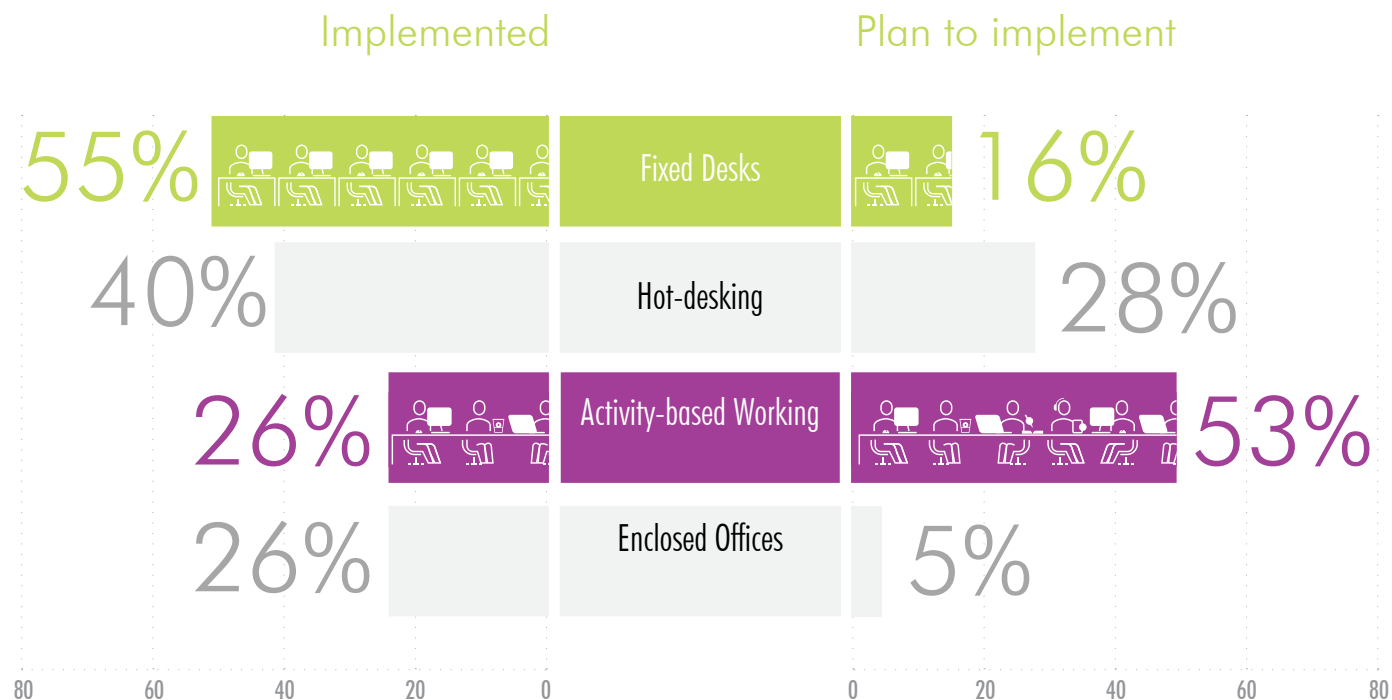 Implemented Plan to implement
55% Fixed Desks 16%
40% Hot-desking 28%
26% Activity-based Working 53%
26% Enclosed Offices 5%
80 60 40 20 0 0 20 40 60 80